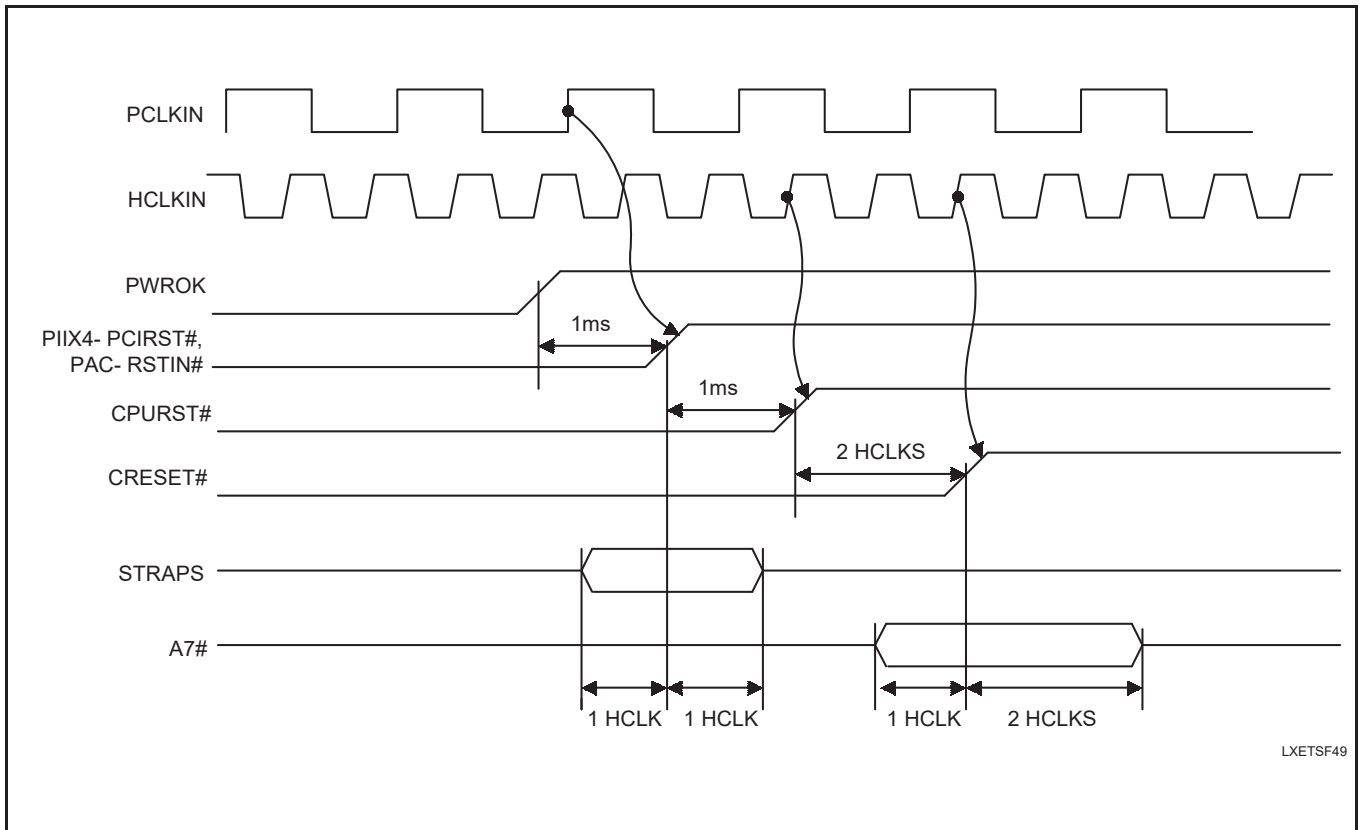 PCLKIN
HCLKIN
PWROK
1ms
PIIX4- PCIRST#,
PAC- RSTIN#
1ms
CPURST#
2 HCLKS
CRESET#
STRAPS
A7#
1 HCLK 1 HCLK 1 HCLK 2 HCLKS
LXETSF49